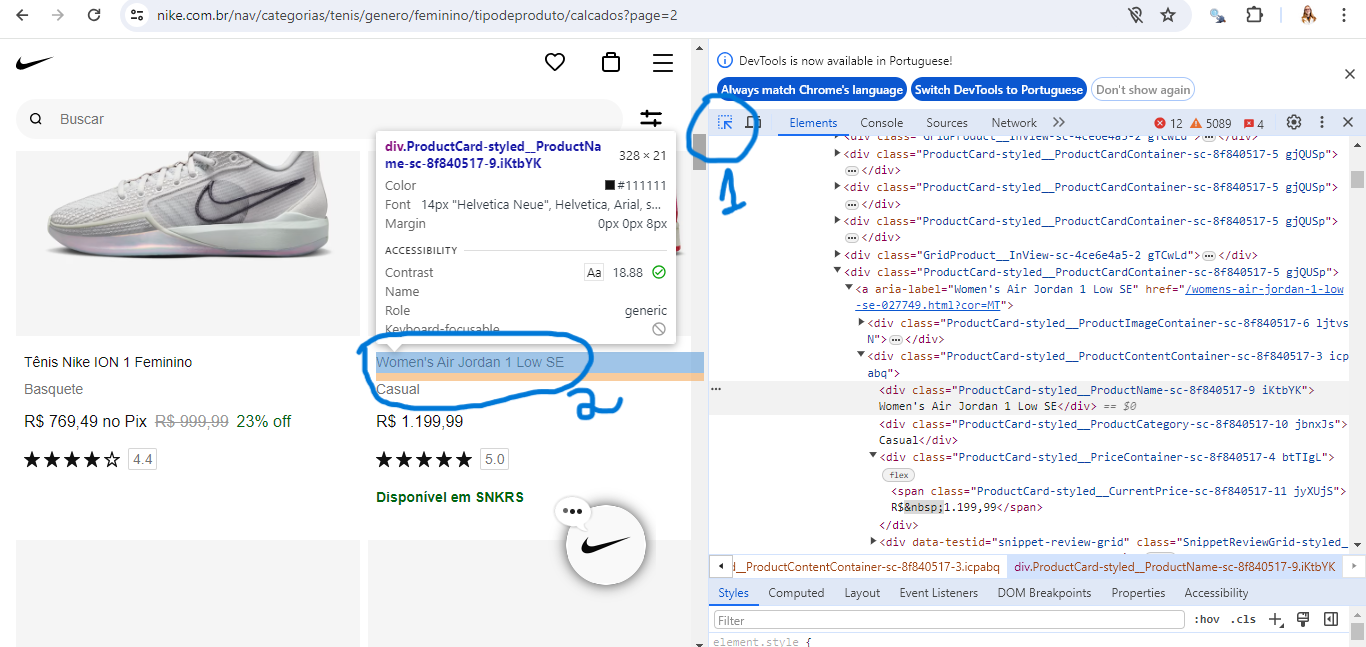 nike.com.br/nav/categorias/tenis/genero/feminino/tipodeproduto/calcados?page=2
Buscar
div.ProductCard-styled__ProductNa
me-sc-8f840517-9.iKtbYK
328 × 21
Color
#111111
Font
14px "Helvetica Neue", Helvetica, Arial, s...
Margin
0px 0px 8px
ACCESSIBILITY
Contrast
Aa
18.88
Name
Role
generic
Keyboard-focusable
Tênis Nike ION 1 Feminino
Basquete
R$ 769,49 no Pix R$ 999,99 23% off
4.4
Women's Air Jordan 1 Low SE
Casual
R$ 1.199,99
5.0
Disponível em SNKRS
1
2
DevTools is now available in Portuguese!
Always match Chrome's language
Switch DevTools to Portuguese
Don't show again
Elements
Console
Sources
Network
12
5089
4
<div class="GridProduct__InView-sc-4ce6e4a5-2 gTCwLd">…</div>
<div class="ProductCard-styled__ProductCardContainer-sc-8f840517-5 gjQUSp">
…</div>
<div class="ProductCard-styled__ProductCardContainer-sc-8f840517-5 gjQUSp">
…</div>
<div class="ProductCard-styled__ProductCardContainer-sc-8f840517-5 gjQUSp">
…</div>
<div class="GridProduct__InView-sc-4ce6e4a5-2 gTCwLd">…</div>
<div class="ProductCard-styled__ProductCardContainer-sc-8f840517-5 gjQUSp">
<a aria-label="Women's Air Jordan 1 Low SE" href="/womens-air-jordan-1-low
-se-027749.html?cor=MT">
<div class="ProductCard-styled__ProductImageContainer-sc-8f840517-6 ljtvs
N">…</div>
<div class="ProductCard-styled__ProductContentContainer-sc-8f840517-3 icp
abq">
<div class="ProductCard-styled__ProductName-sc-8f840517-9 iKtbYK">
Women's Air Jordan 1 Low SE</div> == $0
<div class="ProductCard-styled__ProductCategory-sc-8f840517-10 jbnxJs">
Casual</div>
<div class="ProductCard-styled__PriceContainer-sc-8f840517-4 btTIgL">
flex
<span class="ProductCard-styled__CurrentPrice-sc-8f840517-11 jyXUjS">
R$&nbsp;1.199,99</span>
</div>
<div data-testid="snippet-review-grid" class="SnippetReviewGrid-styled_
d__ProductContentContainer-sc-8f840517-3.icpabq
div.ProductCard-styled__ProductName-sc-8f840517-9.iKtbYK
Styles
Computed
Layout
Event Listeners
DOM Breakpoints
Properties
Accessibility
Filter
:hov
.cls
element.style {